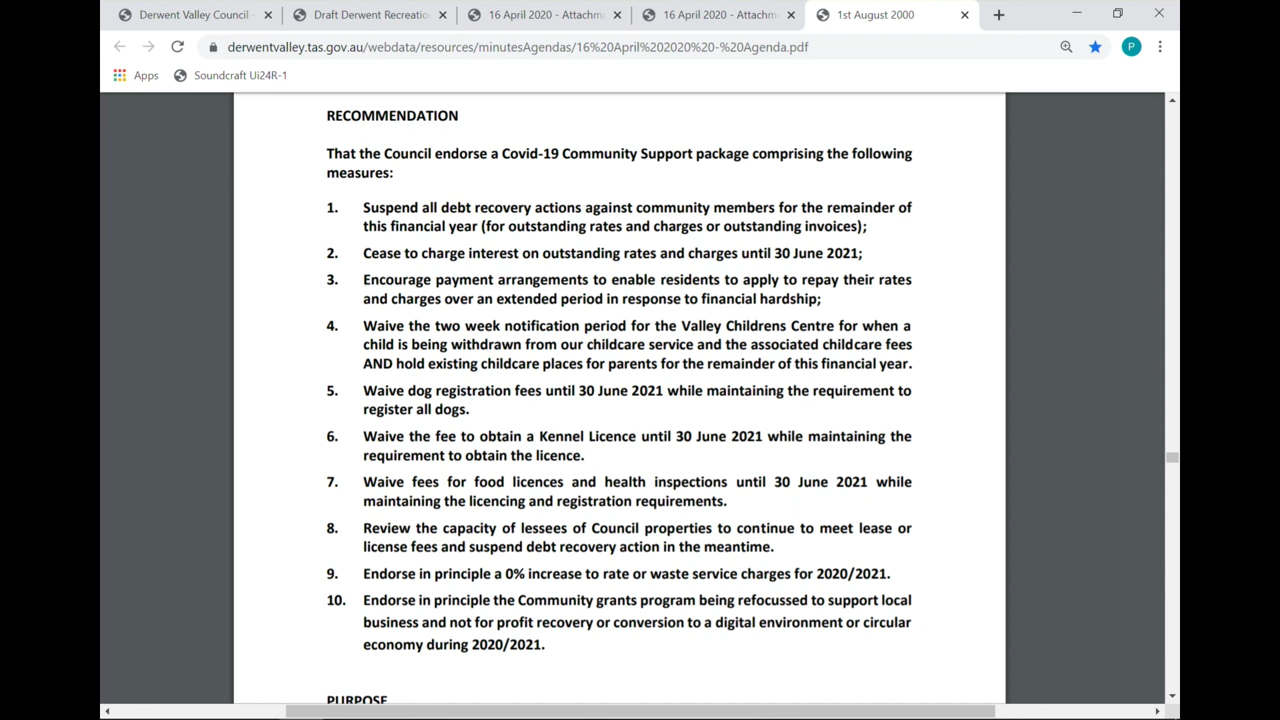 Derwent Valley Council -
Draft Derwent Recreatio
16 April 2020 - Attachm
16 April 2020 - Attachm
1st August 2000
derwentvalley.tas.gov.au/webdata/resources/minutesAgendas/16%20April%202020%20-%20Agenda.pdf
P
Apps
Soundcraft Ui24R-1
RECOMMENDATION
That the Council endorse a Covid-19 Community Support package comprising the following
measures:
1. Suspend all debt recovery actions against community members for the remainder of
this financial year (for outstanding rates and charges or outstanding invoices);
2. Cease to charge interest on outstanding rates and charges until 30 June 2021;
3. Encourage payment arrangements to enable residents to apply to repay their rates
and charges over an extended period in response to financial hardship;
4. Waive the two week notification period for the Valley Childrens Centre for when a
child is being withdrawn from our childcare service and the associated childcare fees
AND hold existing childcare places for parents for the remainder of this financial year.
5. Waive dog registration fees until 30 June 2021 while maintaining the requirement to
register all dogs.
6. Waive the fee to obtain a Kennel Licence until 30 June 2021 while maintaining the
requirement to obtain the licence.
7. Waive fees for food licences and health inspections until 30 June 2021 while
maintaining the licencing and registration requirements.
8. Review the capacity of lessees of Council properties to continue to meet lease or
license fees and suspend debt recovery action in the meantime.
9. Endorse in principle a 0% increase to rate or waste service charges for 2020/2021.
10. Endorse in principle the Community grants program being refocussed to support local
business and not for profit recovery or conversion to a digital environment or circular
economy during 2020/2021.
PURPOSE